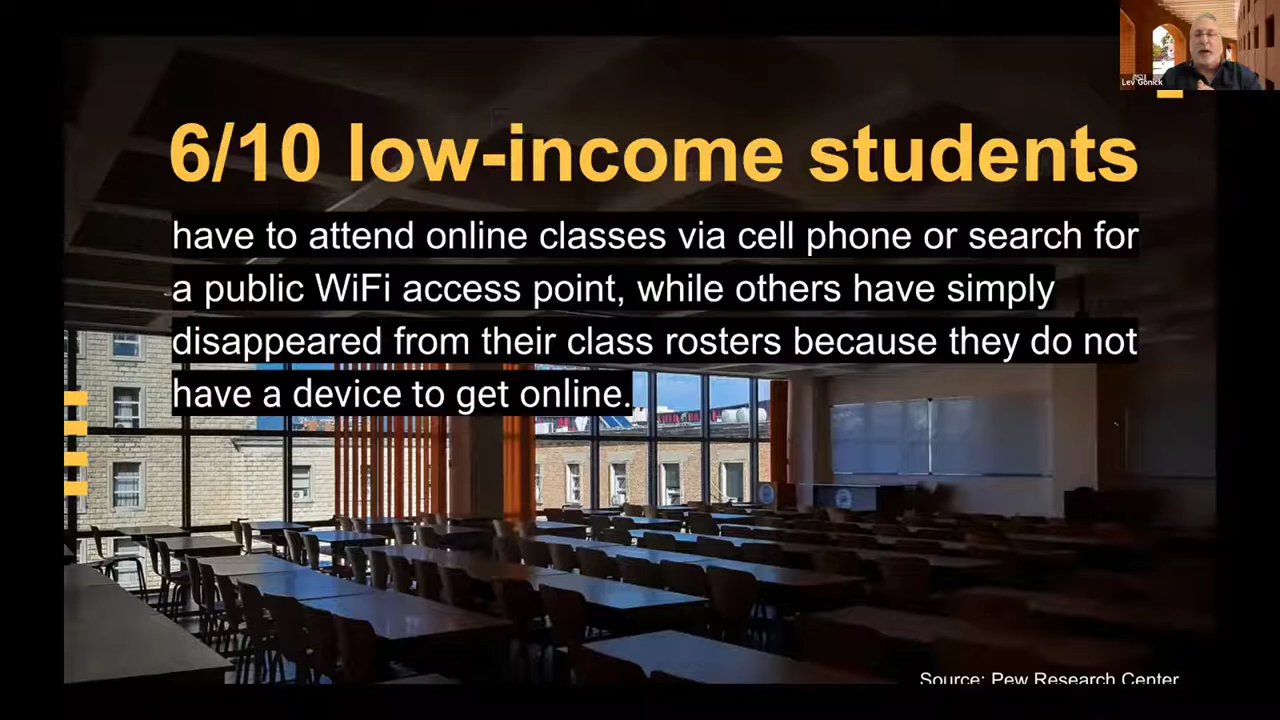 Lev Gonick
6/10 low-income students
have to attend online classes via cell phone or search for
a public WiFi access point, while others have simply
disappeared from their class rosters because they do not
have a device to get online.
Source: Pew Research Center